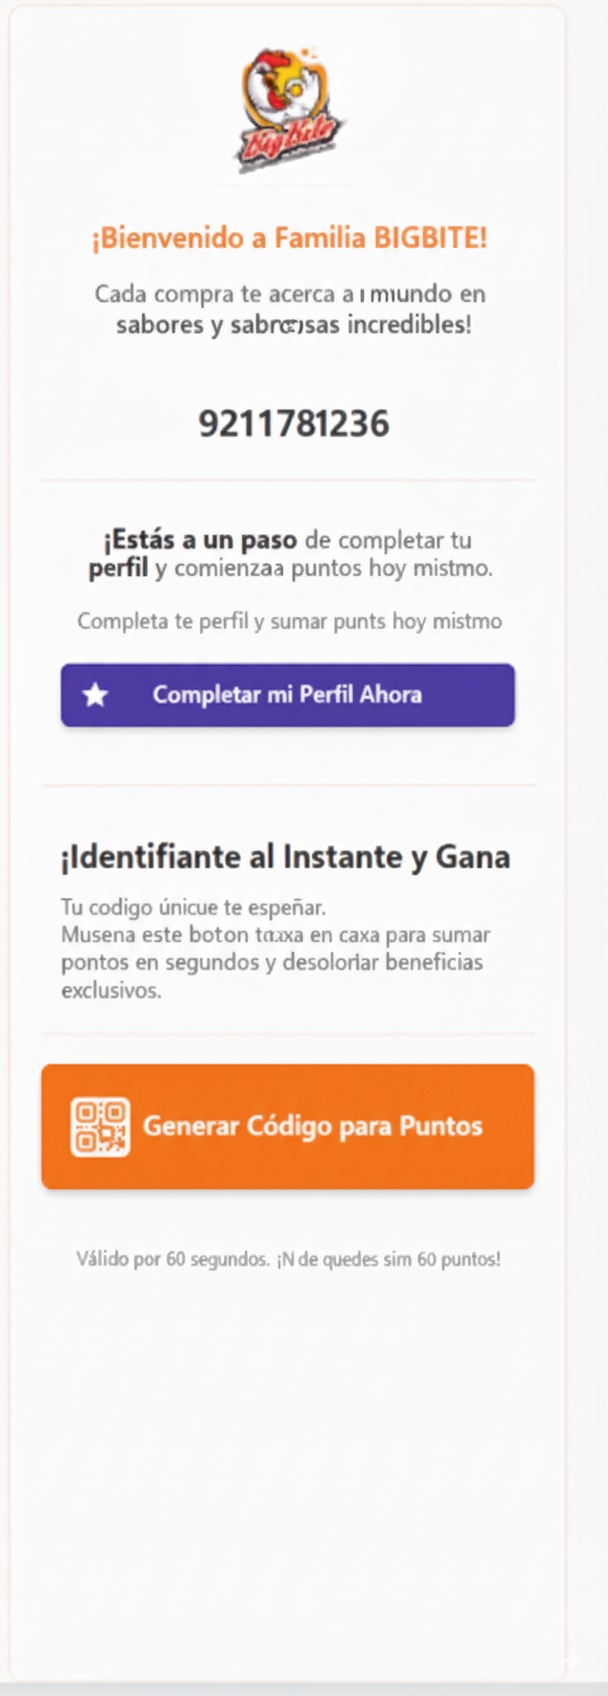 Big Bite
¡Bienvenido a Familia BIGBITE!
Cada compra te acerca a mundo en
sabores y incredibles!
9211781236
¡Estás a un paso de completar tu
perfil y comienzaa puntos hoy mistmo.
Completa te perfil y sumar punts hoy mistmo
Completar mi Perfil Ahora
¡Identifiante al Instante y Gana
Tu codigo únicue te espeñar.
Musena este boton en caxa para sumar
pontos en segundos y beneficias
exclusivos.
Generar Código para Puntos
Válido por 60 segundos. ¡N de quedes sim 60 puntos!